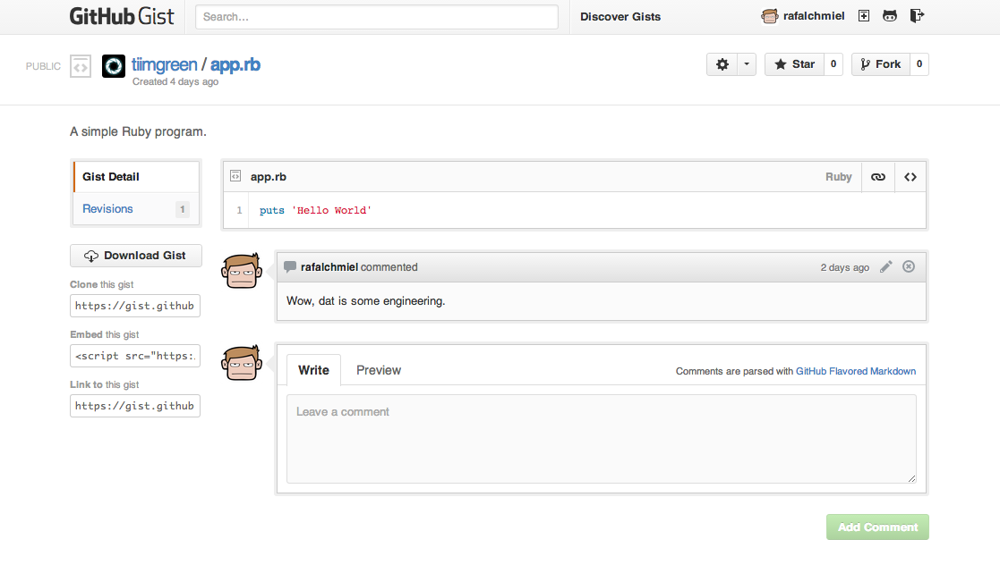 GitHub Gist Search... Discover Gists rafalchmiel
PUBLIC tiimgreen / app.rb Star 0 Fork 0
Created 4 days ago
A simple Ruby program.
Gist Detail
Revisions 1
Download Gist
Clone this gist
https://gist.github
Embed this gist
<script src="https:.
Link to this gist
https://gist.github
app.rb Ruby
1 puts 'Hello World'
rafalchmiel commented 2 days ago
Wow, dat is some engineering.
Write Preview Comments are parsed with GitHub Flavored Markdown
Leave a comment
Add Comment